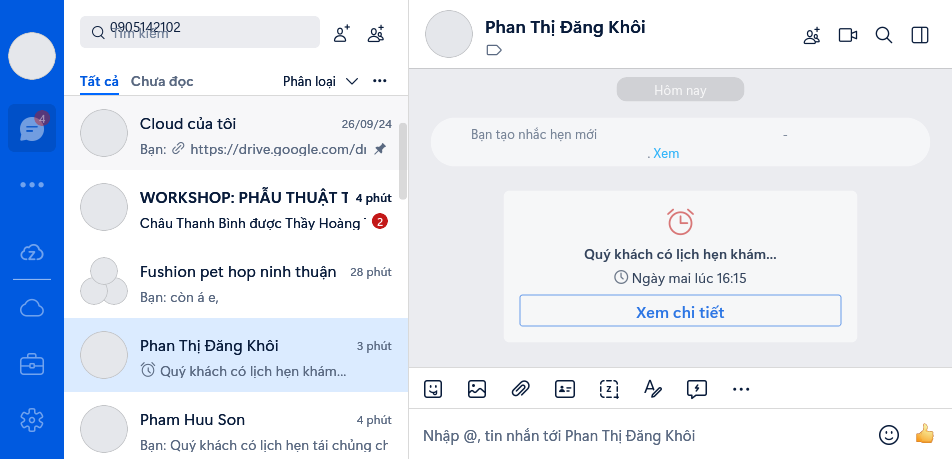 0905142102
Tìm kiếm
Tất cả
Chưa đọc
Phân loại
4
Cloud của tôi
26/09/24
Bạn: https://drive.google.com/dr
WORKSHOP: PHẪU THUẬT T
4 phút
Châu Thanh Bình được Thầy Hoàng
2
Fushion pet hop ninh thuận
28 phút
Bạn: còn á e,
Phan Thị Đăng Khôi
3 phút
Quý khách có lịch hẹn khám...
Pham Huu Son
4 phút
Bạn: Quý khách có lịch hẹn tái chủng ch
Phan Thị Đăng Khôi
Hôm nay
Bạn tạo nhắc hẹn mới -
. Xem
Quý khách có lịch hẹn khám...
Ngày mai lúc 16:15
Xem chi tiết
Nhập @, tin nhắn tới Phan Thị Đăng Khôi